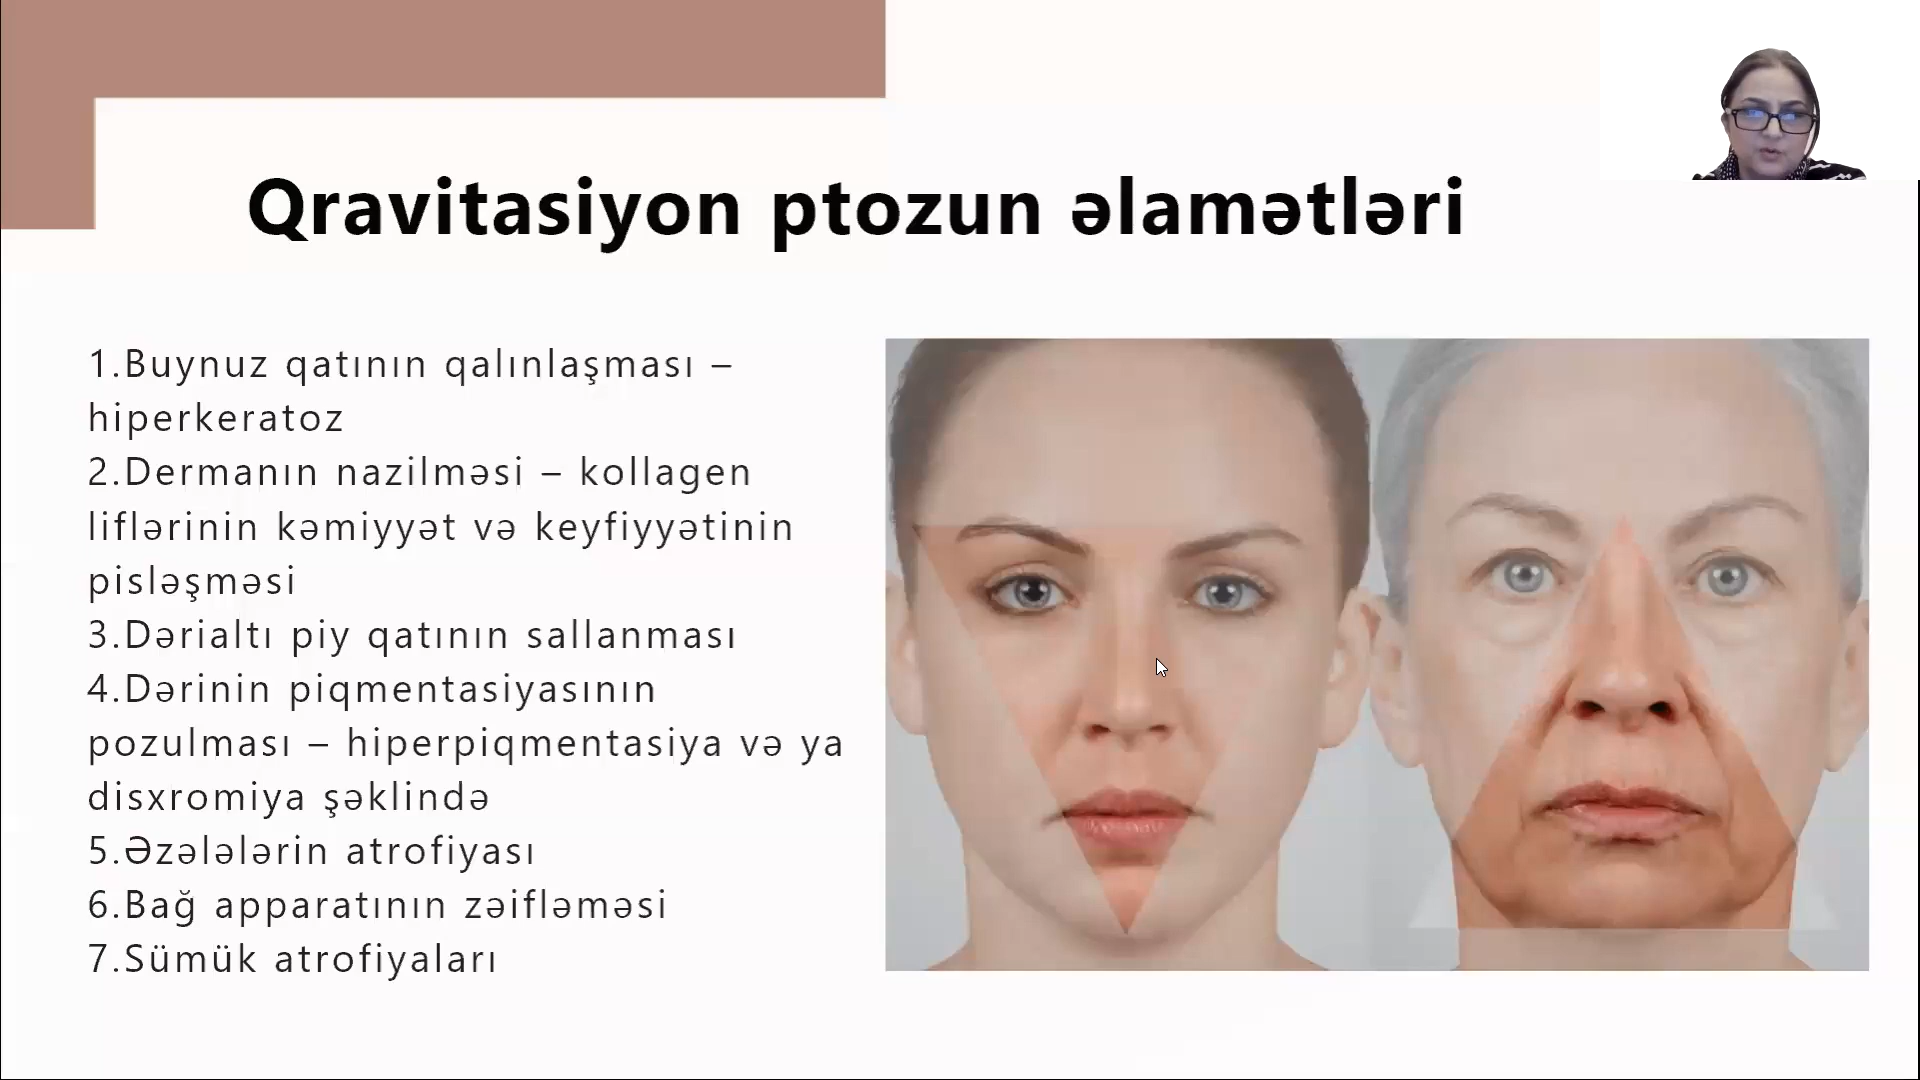 Qravitasiyon ptozun əlamətləri
1.Buynuz qatının qalınlaşması –
hiperkeratoz
2.Dermanın nazilməsi – kollagen
liflərinin kəmiyyət və keyfiyyətinin
pisləşməsi
3.Dərialtı piy qatının sallanması
4.Dərinin piqmentasiyasının
pozulması – hiperpiqmentasiya və ya
disxromiya şəklində
5.Əzələlərin atrofiyası
6.Bağ apparatının zəifləməsi
7.Sümük atrofiyaları